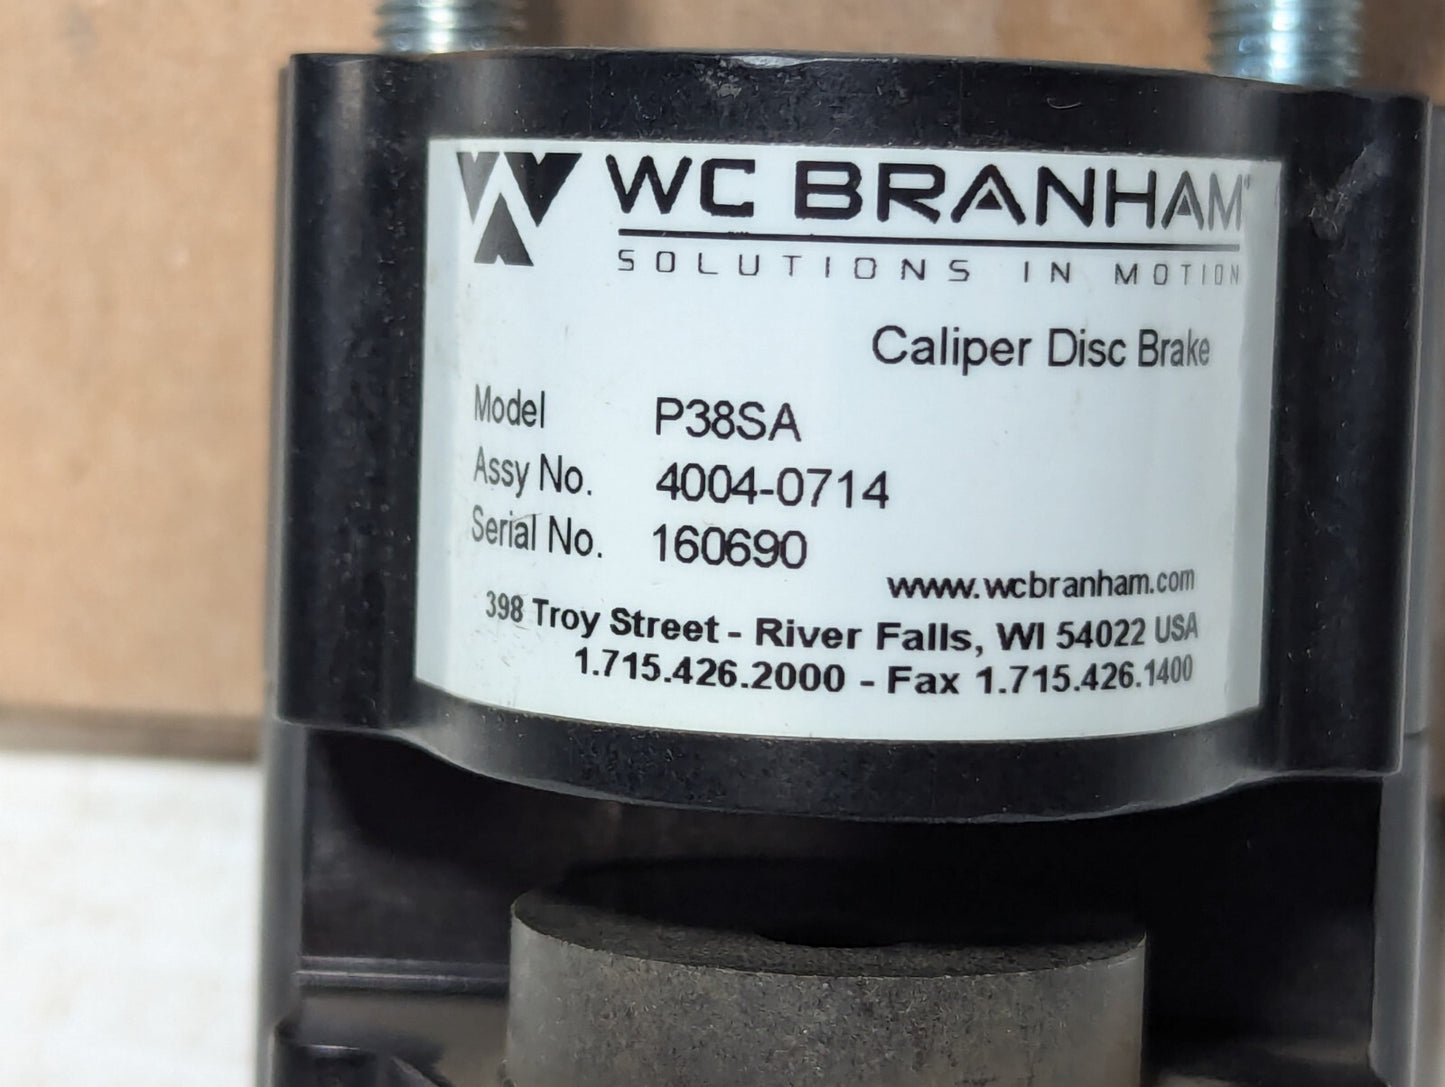 WC BRANHAM
SOLUTIONS IN MOTION
Caliper Disc Brake
Model P38SA
Assy No. 4004-0714
Serial No. 160690
www.wcbranham.com
398 Troy Street - River Falls, WI 54022 USA
1.715.426.2000 - Fax 1.715.426.1400